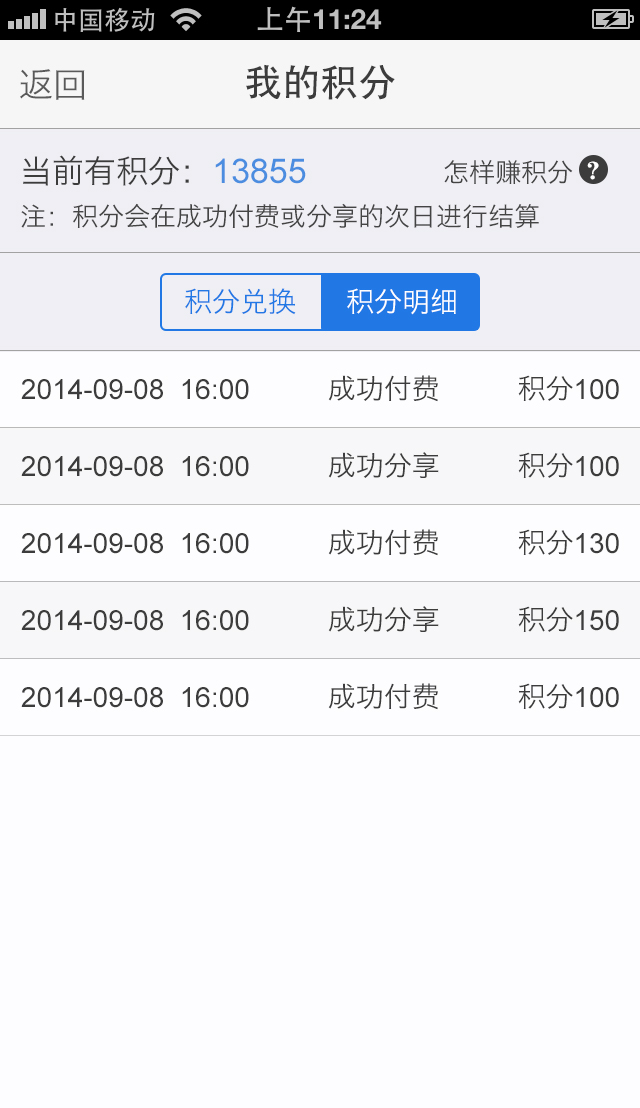 中国移动 上午11:24
返回 我的积分
当前有积分：13855 怎样赚积分 ?
注：积分会在成功付费或分享的次日进行结算
积分兑换 积分明细
2014-09-08 16:00 成功付费 积分100
2014-09-08 16:00 成功分享 积分100
2014-09-08 16:00 成功付费 积分130
2014-09-08 16:00 成功分享 积分150
2014-09-08 16:00 成功付费 积分100